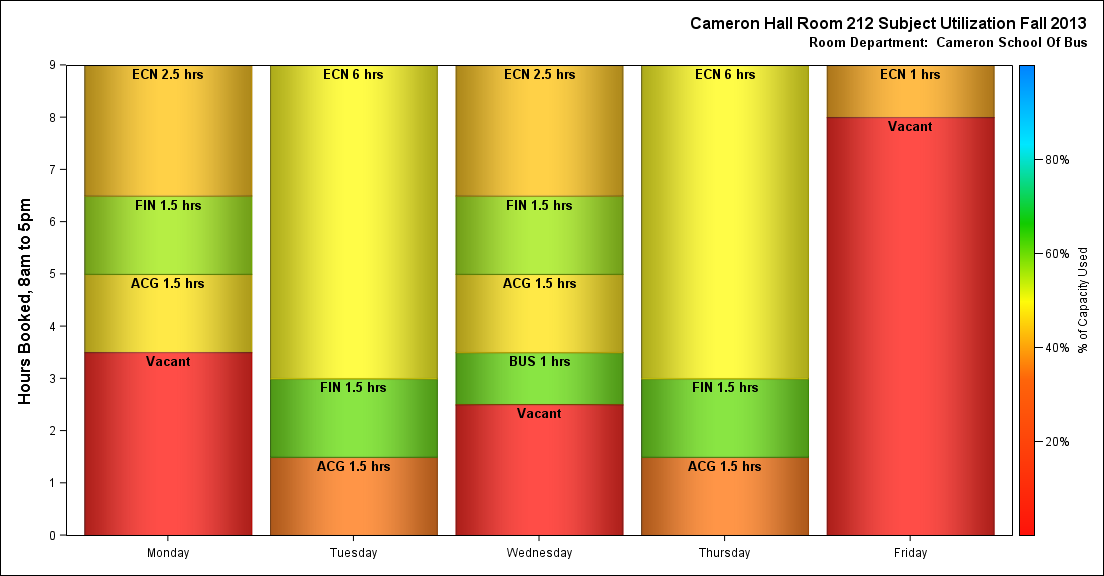 Cameron Hall Room 212 Subject Utilization Fall 2013
Room Department:  Cameron School Of Bus
Hours Booked, 8am to 5pm
9
8
7
6
5
4
3
2
1
0
ECN 2.5 hrs
FIN 1.5 hrs
ACG 1.5 hrs
Vacant
ECN 6 hrs
FIN 1.5 hrs
ACG 1.5 hrs
ECN 2.5 hrs
FIN 1.5 hrs
ACG 1.5 hrs
BUS 1 hrs
Vacant
ECN 6 hrs
FIN 1.5 hrs
ACG 1.5 hrs
ECN 1 hrs
Vacant
Monday
Tuesday
Wednesday
Thursday
Friday
80%
60%
40%
20%
% of Capacity Used